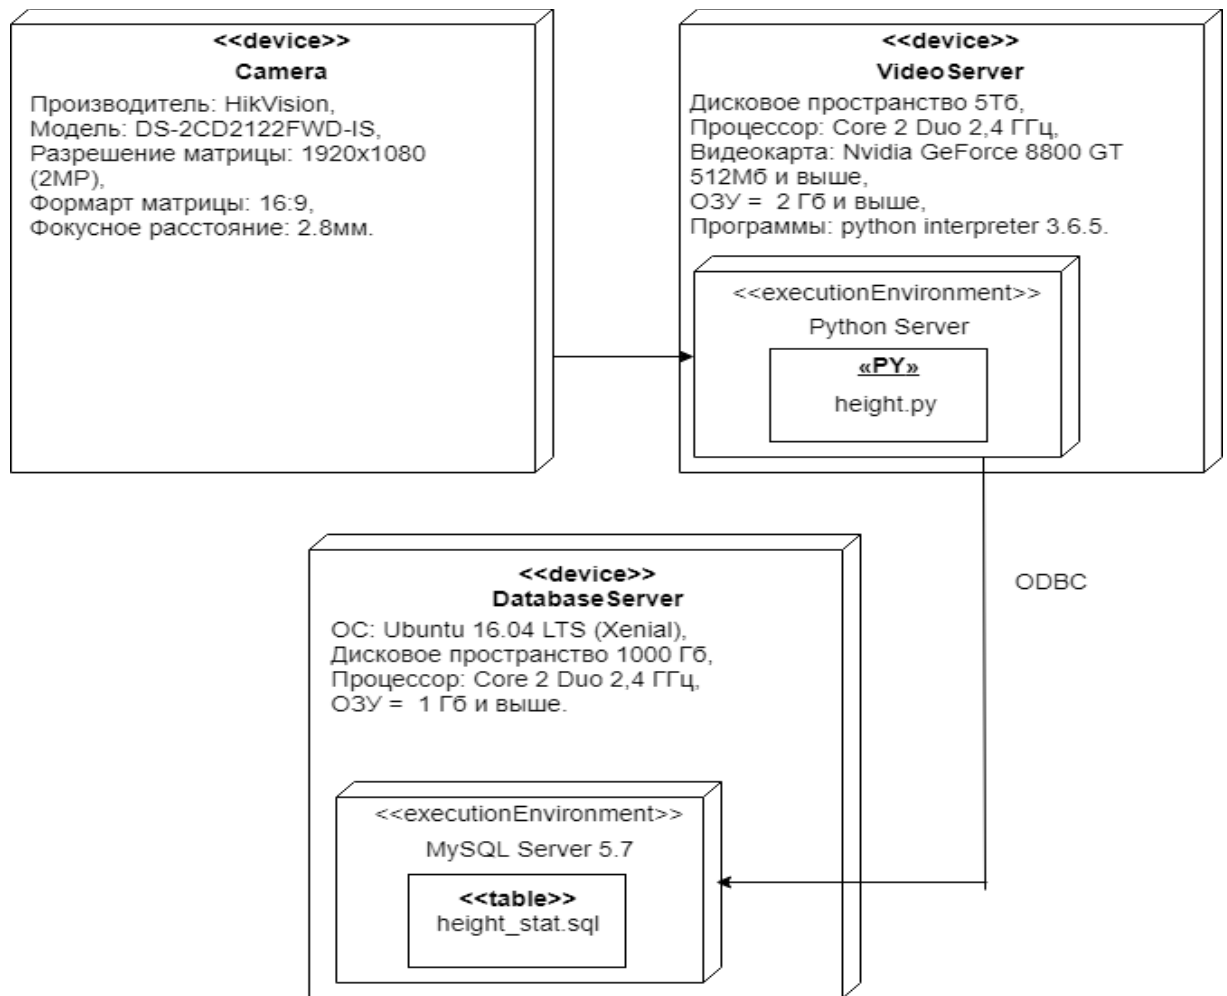 <<device>>
Camera
Производитель: HikVision,
Модель: DS-2CD2122FWD-IS,
Разрешение матрицы: 1920x1080
(2MP),
Формарт матрицы: 16:9,
Фокусное расстояние: 2.8мм.
<<device>>
VideoServer
Дисковое пространство 5Тб,
Процессор: Core 2 Duo 2,4 ГГц,
Видеокарта: Nvidia GeForce 8800 GT
512Мб и выше,
ОЗУ = 2 Гб и выше,
Программы: python interpreter 3.6.5.
<<executionEnvironment>>
Python Server
«PY»
height.py
ODBC
<<device>>
DatabaseServer
ОС: Ubuntu 16.04 LTS (Xenial),
Дисковое пространство 1000 Гб,
Процессор: Core 2 Duo 2,4 ГГц,
ОЗУ = 1 Гб и выше.
<<executionEnvironment>>
MySQL Server 5.7
<<table>>
height_stat.sql